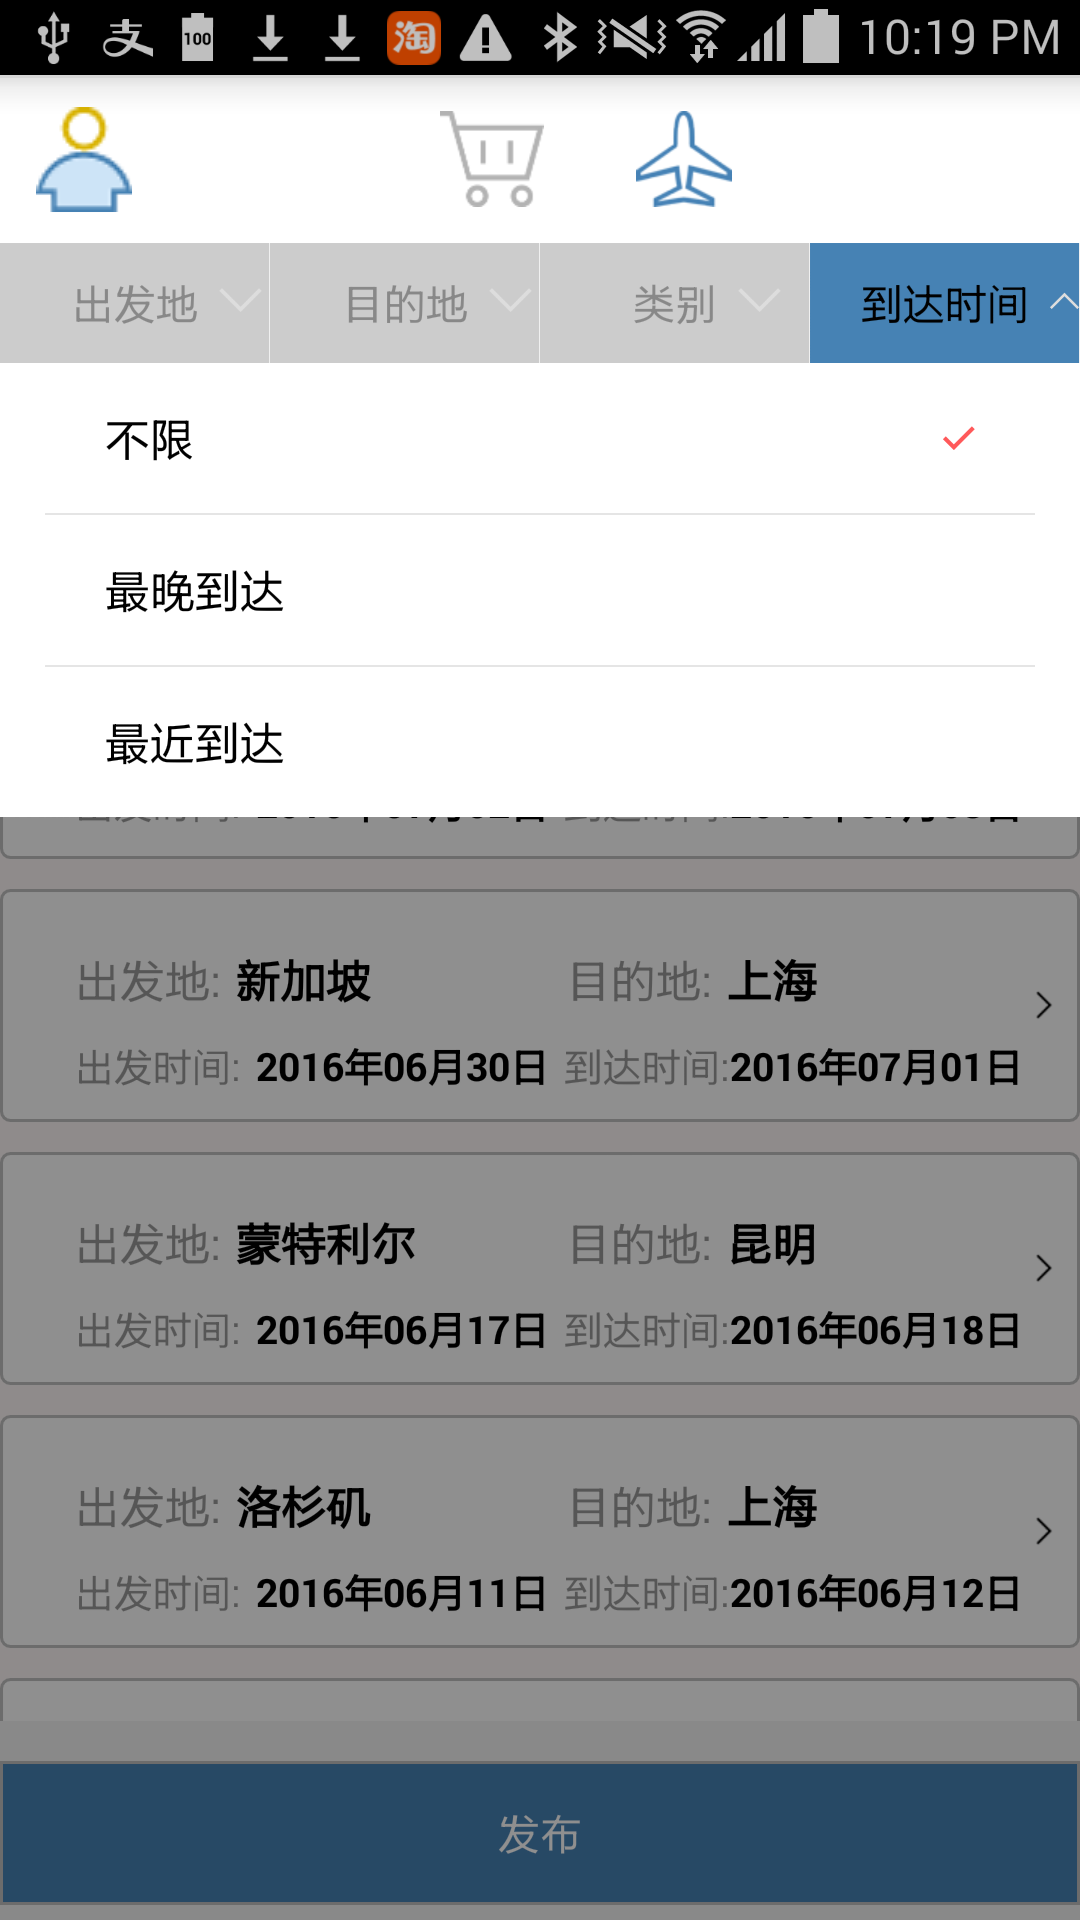 支 100 淘 10:19 PM
出发地 目的地 类别 到达时间
不限
最晚到达
最近到达
出发地: 新加坡 目的地: 上海
出发时间: 2016年06月30日 到达时间:2016年07月01日
出发地: 蒙特利尔 目的地: 昆明
出发时间: 2016年06月17日 到达时间:2016年06月18日
出发地: 洛杉矶 目的地: 上海
出发时间: 2016年06月11日 到达时间:2016年06月12日
发布